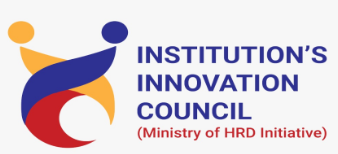 INSTITUTION'S
INNOVATION
COUNCIL
(Ministry of HRD Initiative)